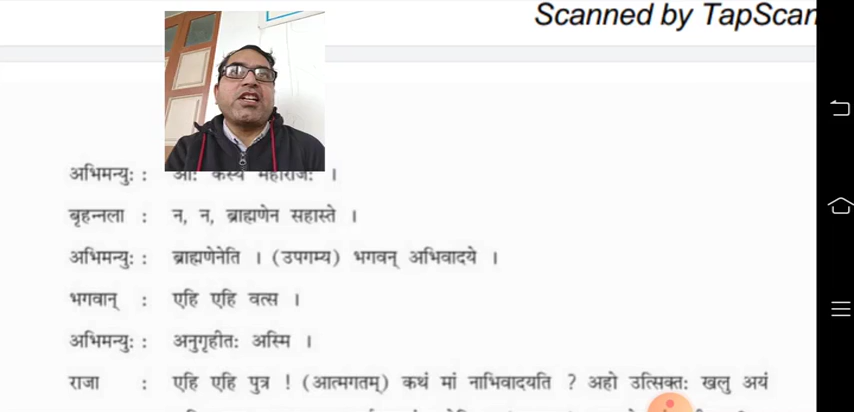 Scanned by TapScan
अभिमन्युः : आः कस्य महाराजः ।
बृहन्नला : न, न, ब्राह्मणेन सहास्ते ।
अभिमन्युः : ब्राह्मणेनेति । (उपगम्य) भगवन् अभिवादये ।
भगवान् : एहि एहि वत्स ।
अभिमन्युः : अनुगृहीतः अस्मि ।
राजा : एहि एहि पुत्र ! (आत्मगतम्) कथं मां नाभिवादयति ? अहो उत्सिक्तः खलु अयं